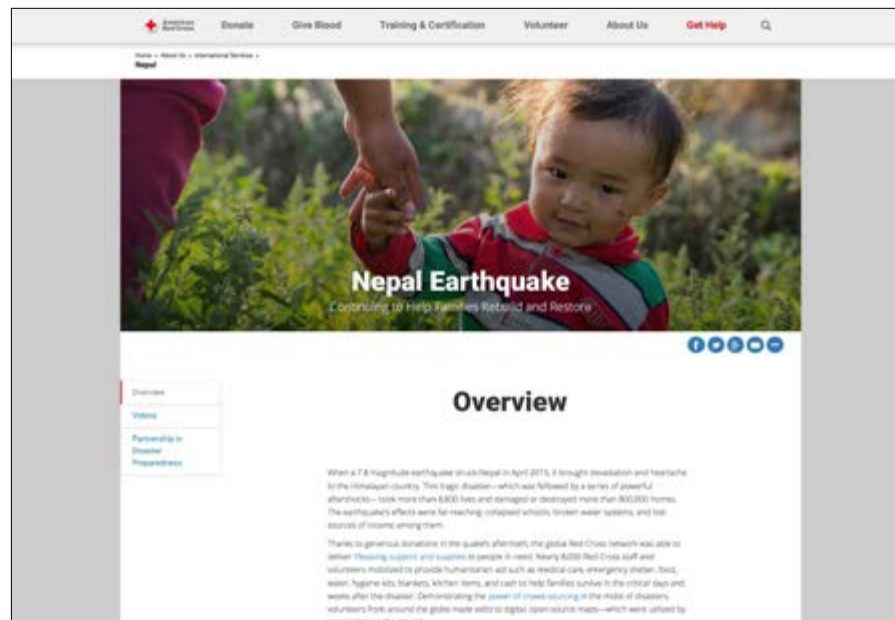 American
Red Cross
Donate
Give Blood
Training & Certification
Volunteer
About Us
Get Help
Home > About Us > International Services >
Nepal
Nepal Earthquake
Continuing to Help Families Rebuild and Restore
Overview
Overview
Videos
Partnership in
Disaster
Preparedness
When a 7.8 magnitude earthquake struck Nepal in April 2015, it brought devastation and heartache
to the Himalayan country. This tragic disaster—which was followed by a series of powerful
aftershocks— took more than lives and damaged or destroyed more than 800,000 homes.
The earthquake's effects were far-reaching: collapsed schools, broken water systems, and lost
sources of income among them.
Thanks to generous donations in the quake's aftermath, the global Red Cross network was able to
deliver lifesaving support and supplies to people in need. Nearly Red Cross staff and
volunteers mobilized to provide humanitarian aid such as medical care, emergency shelter, food,
water, hygiene kits, blankets, kitchen items, and cash to help families survive in the critical days and
weeks after the disaster. Demonstrating the power of crowd-sourcing in the midst of disasters,
volunteers from around the globe made edits to digital open-source maps—which were utilized by